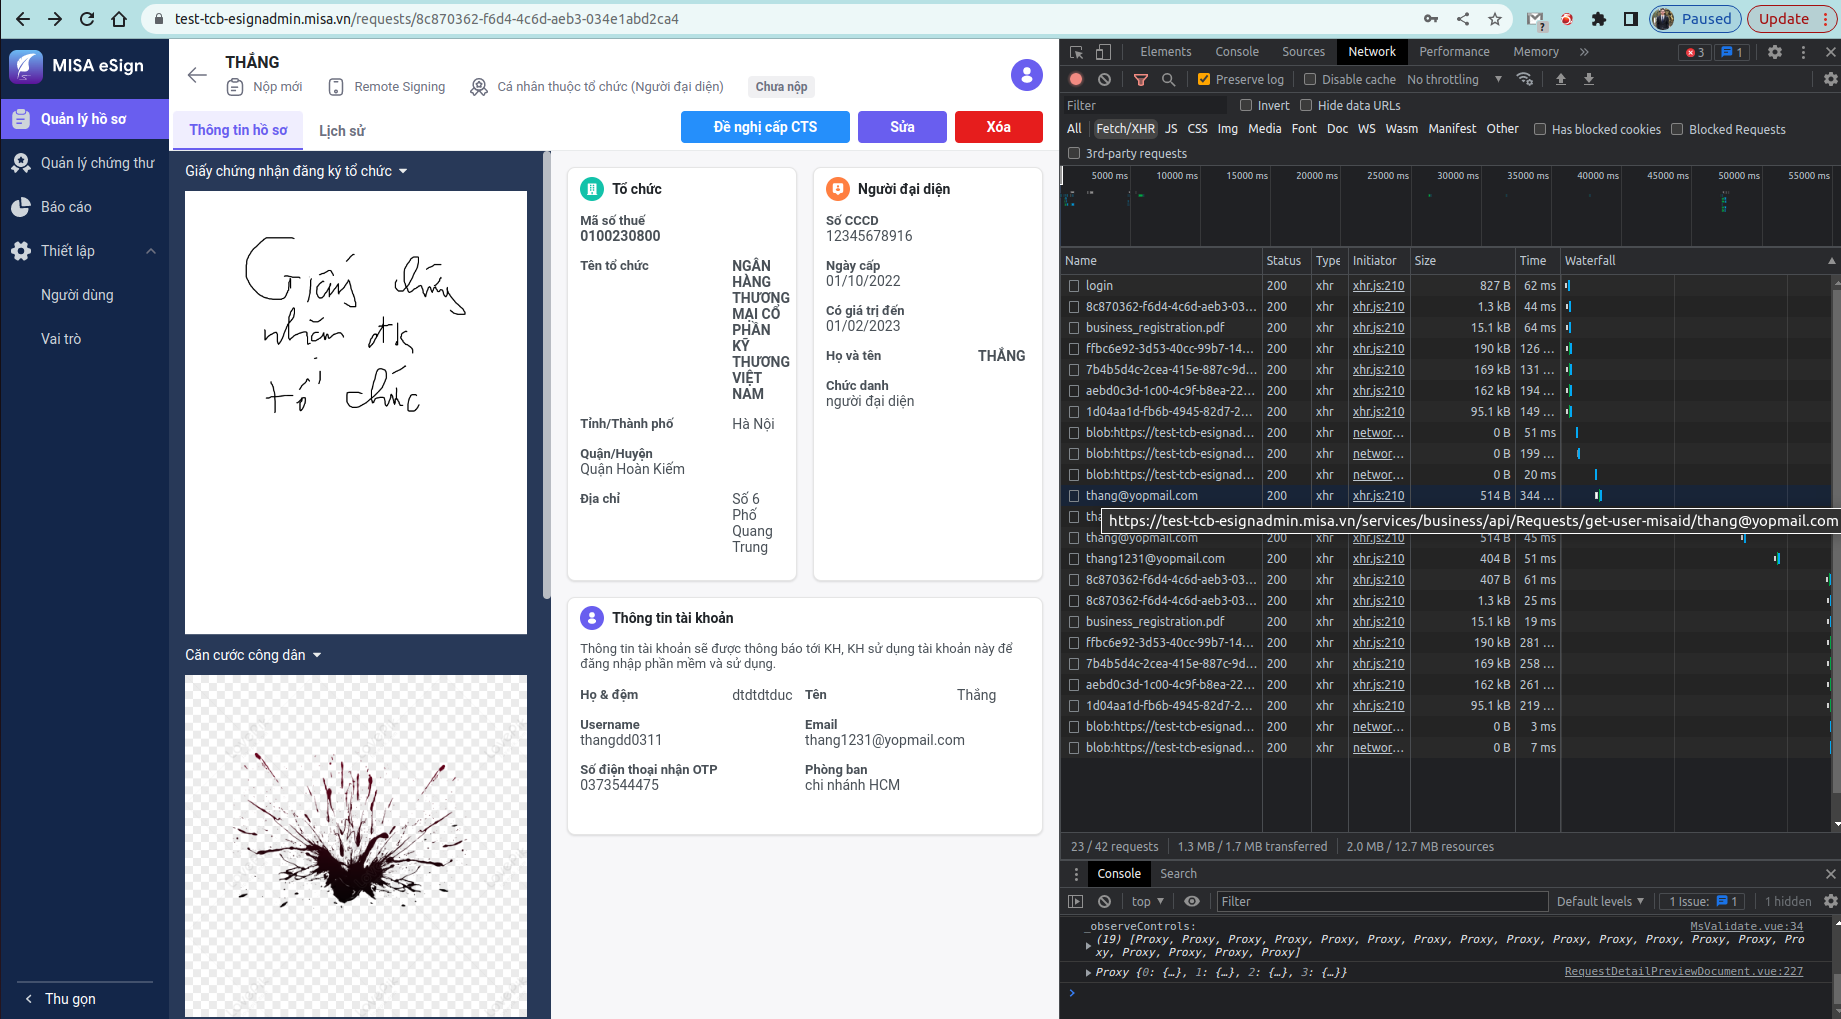 test-tcb-esignadmin.misa.vn/requests/8c870362-f6d4-4c6d-aeb3-034e1abd2ca4
Paused
Update
MISA eSign
Quản lý hồ sơ
Quản lý chứng thư
Báo cáo
Thiết lập
Người dùng
Vai trò
Thu gọn
THẮNG
Nộp mới
Remote Signing
Cá nhân thuộc tổ chức (Người đại diện)
Chưa nộp
Thông tin hồ sơ
Lịch sử
Đề nghị cấp CTS
Sửa
Xóa
Giấy chứng nhận đăng ký tổ chức
Giấy chứng
nhận đk
tổ chức
Căn cước công dân
Tổ chức
Mã số thuế
0100230800
Tên tổ chức
NGÂN
HÀNG
THƯƠNG
MẠI CỔ
PHẦN
KỸ
THƯƠNG
VIỆT
NAM
Tỉnh/Thành phố
Hà Nội
Quận/Huyện
Quận Hoàn Kiếm
Địa chỉ
Số 6
Phố
Quang
Trung
Người đại diện
Số CCCD
12345678916
Ngày cấp
01/10/2022
Có giá trị đến
01/02/2023
Họ và tên
THẮNG
Chức danh
người đại diện
Thông tin tài khoản
Thông tin tài khoản sẽ được thông báo tới KH, KH sử dụng tài khoản này để
đăng nhập phần mềm và sử dụng.
Họ & đệm
dtdtdtduc
Tên
Thắng
Username
thangdd0311
Email
thang1231@yopmail.com
Số điện thoại nhận OTP
0373544475
Phòng ban
chi nhánh HCM
Elements Console Sources Network Performance Memory 3 1
Preserve log Disable cache No throttling
Filter Invert Hide data URLs
All Fetch/XHR JS CSS Img Media Font Doc WS Wasm Manifest Other Has blocked cookies Blocked Requests
3rd-party requests
5000 ms 10000 ms 15000 ms 20000 ms 25000 ms 30000 ms 35000 ms 40000 ms 45000 ms 50000 ms 55000 ms
Name Status Type Initiator Size Time Waterfall
login 200 xhr xhr.js:210 827 B 62 ms
8c870362-f6d4-4c6d-aeb3-03... 200 xhr xhr.js:210 1.3 kB 44 ms
business_registration.pdf 200 xhr xhr.js:210 15.1 kB 64 ms
ffbc6e92-3d53-40cc-99b7-14... 200 xhr xhr.js:210 190 kB 126 ...
7b4b5d4c-2cea-415e-887c-9d... 200 xhr xhr.js:210 169 kB 131 ...
aebd0c3d-1c00-4c9f-b8ea-22... 200 xhr xhr.js:210 162 kB 194 ...
1d04aa1d-fb6b-4945-82d7-2... 200 xhr xhr.js:210 95.1 kB 149 ...
blob:https://test-tcb-esignad... 200 xhr networ... 0 B 51 ms
blob:https://test-tcb-esignad... 200 xhr networ... 0 B 199 ...
blob:https://test-tcb-esignad... 200 xhr networ... 0 B 20 ms
thang@yopmail.com 200 xhr xhr.js:210 514 B 344 ...
https://test-tcb-esignadmin.misa.vn/services/business/api/Requests/get-user-misaid/thang@yopmail.com
thang@yopmail.com 200 xhr xhr.js:210 514 B 45 ms
thang1231@yopmail.com 200 xhr xhr.js:210 404 B 51 ms
8c870362-f6d4-4c6d-aeb3-03... 200 xhr xhr.js:210 407 B 61 ms
8c870362-f6d4-4c6d-aeb3-03... 200 xhr xhr.js:210 1.3 kB 25 ms
business_registration.pdf 200 xhr xhr.js:210 15.1 kB 19 ms
ffbc6e92-3d53-40cc-99b7-14... 200 xhr xhr.js:210 190 kB 281 ...
7b4b5d4c-2cea-415e-887c-9d... 200 xhr xhr.js:210 169 kB 258 ...
aebd0c3d-1c00-4c9f-b8ea-22... 200 xhr xhr.js:210 162 kB 261 ...
1d04aa1d-fb6b-4945-82d7-2... 200 xhr xhr.js:210 95.1 kB 219 ...
blob:https://test-tcb-esignad... 200 xhr networ... 0 B 3 ms
blob:https://test-tcb-esignad... 200 xhr networ... 0 B 7 ms
23 / 42 requests 1.3 MB / 1.7 MB transferred 2.0 MB / 12.7 MB resources
Console Search
top Filter Default levels 1 Issue: 1 1 hidden
_observeControls: MsValidate.vue:34
(19) [Proxy, Proxy, Proxy, Proxy, Proxy, Proxy, Proxy, Proxy, Proxy, Proxy, Proxy, Proxy, Proxy, Proxy, Pro
xy, Proxy, Proxy, Proxy, Proxy]
Proxy {0: {…}, 1: {…}, 2: {…}, 3: {…}} RequestDetailPreviewDocument.vue:227